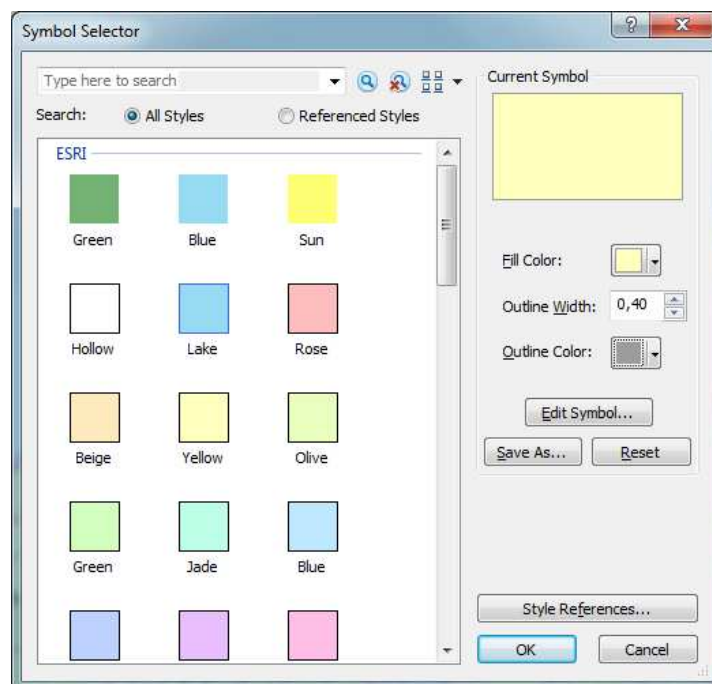 Symbol Selector
Type here to search
Search: All Styles Referenced Styles
ESRI
Green Blue Sun
Hollow Lake Rose
Beige Yellow Olive
Green Jade Blue
Current Symbol
Fill Color:
Outline Width: 0,40
Outline Color:
Edit Symbol...
Save As... Reset
Style References...
OK Cancel